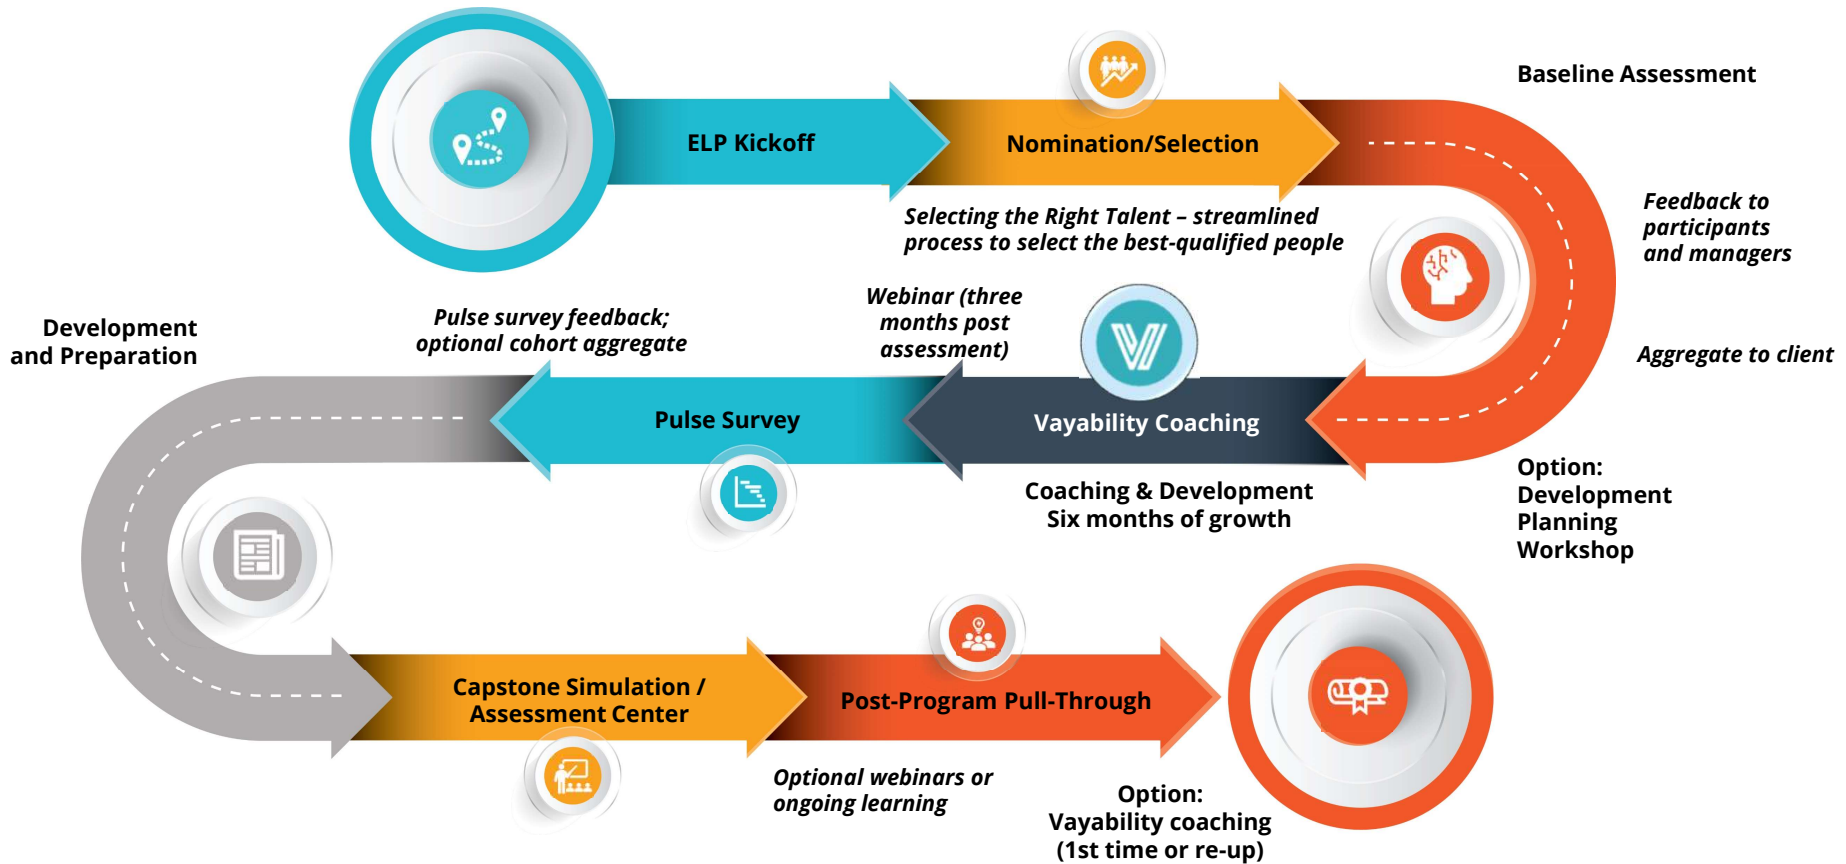 ELP Kickoff
Nomination/Selection
Selecting the Right Talent – streamlined
process to select the best-qualified people
Baseline Assessment
Feedback to
participants
and managers
Aggregate to client
Option:
Development
Planning
Workshop
Vayability Coaching
Coaching & Development
Six months of growth
Webinar (three
months post
assessment)
Pulse Survey
Pulse survey feedback;
optional cohort aggregate
Development
and Preparation
Capstone Simulation /
Assessment Center
Post-Program Pull-Through
Optional webinars or
ongoing learning
Option:
Vayability coaching
(1st time or re-up)